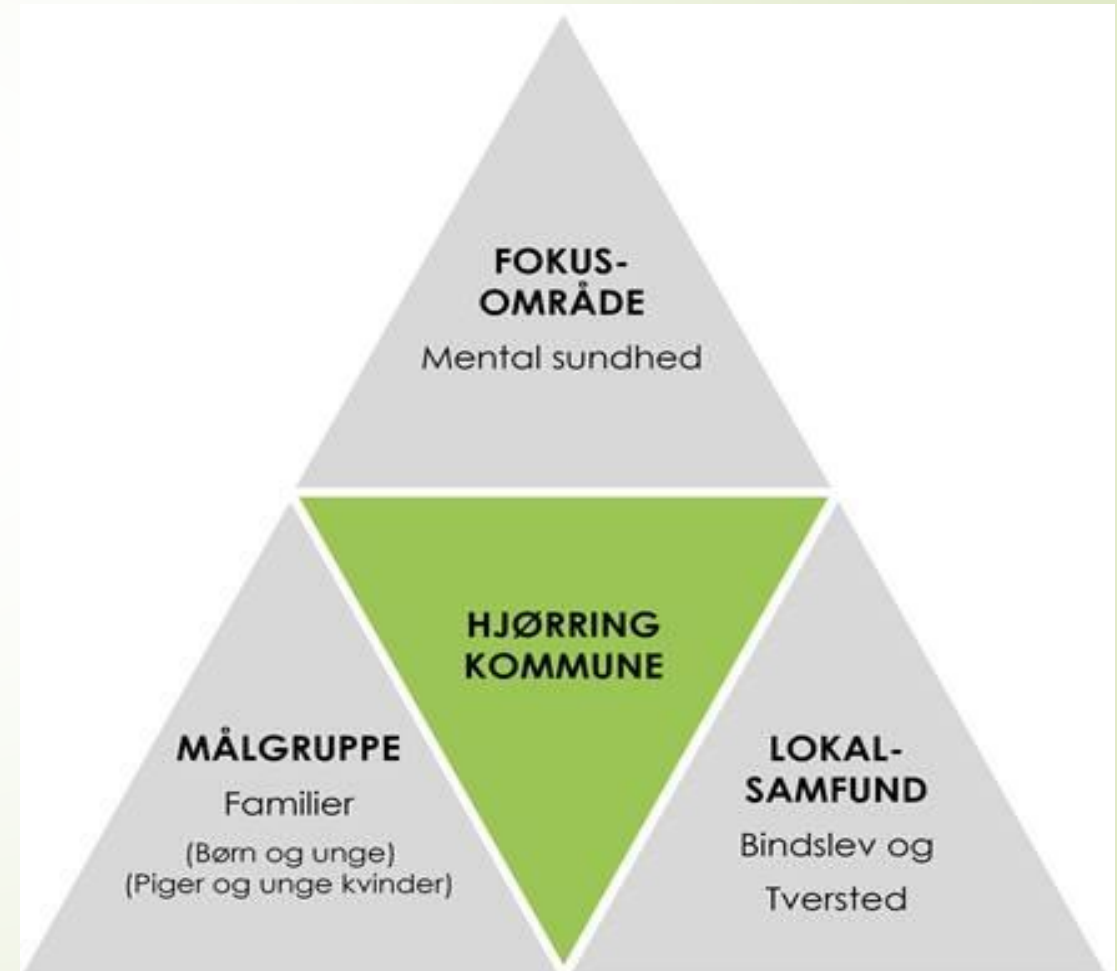 FOKUS-
OMRÅDE
Mental sundhed
HJØRRING
KOMMUNE
MÅLGRUPPE
Familier
(Børn og unge)
(Piger og unge kvinder)
LOKAL-
SAMFUND
Bindslev og
Tversted